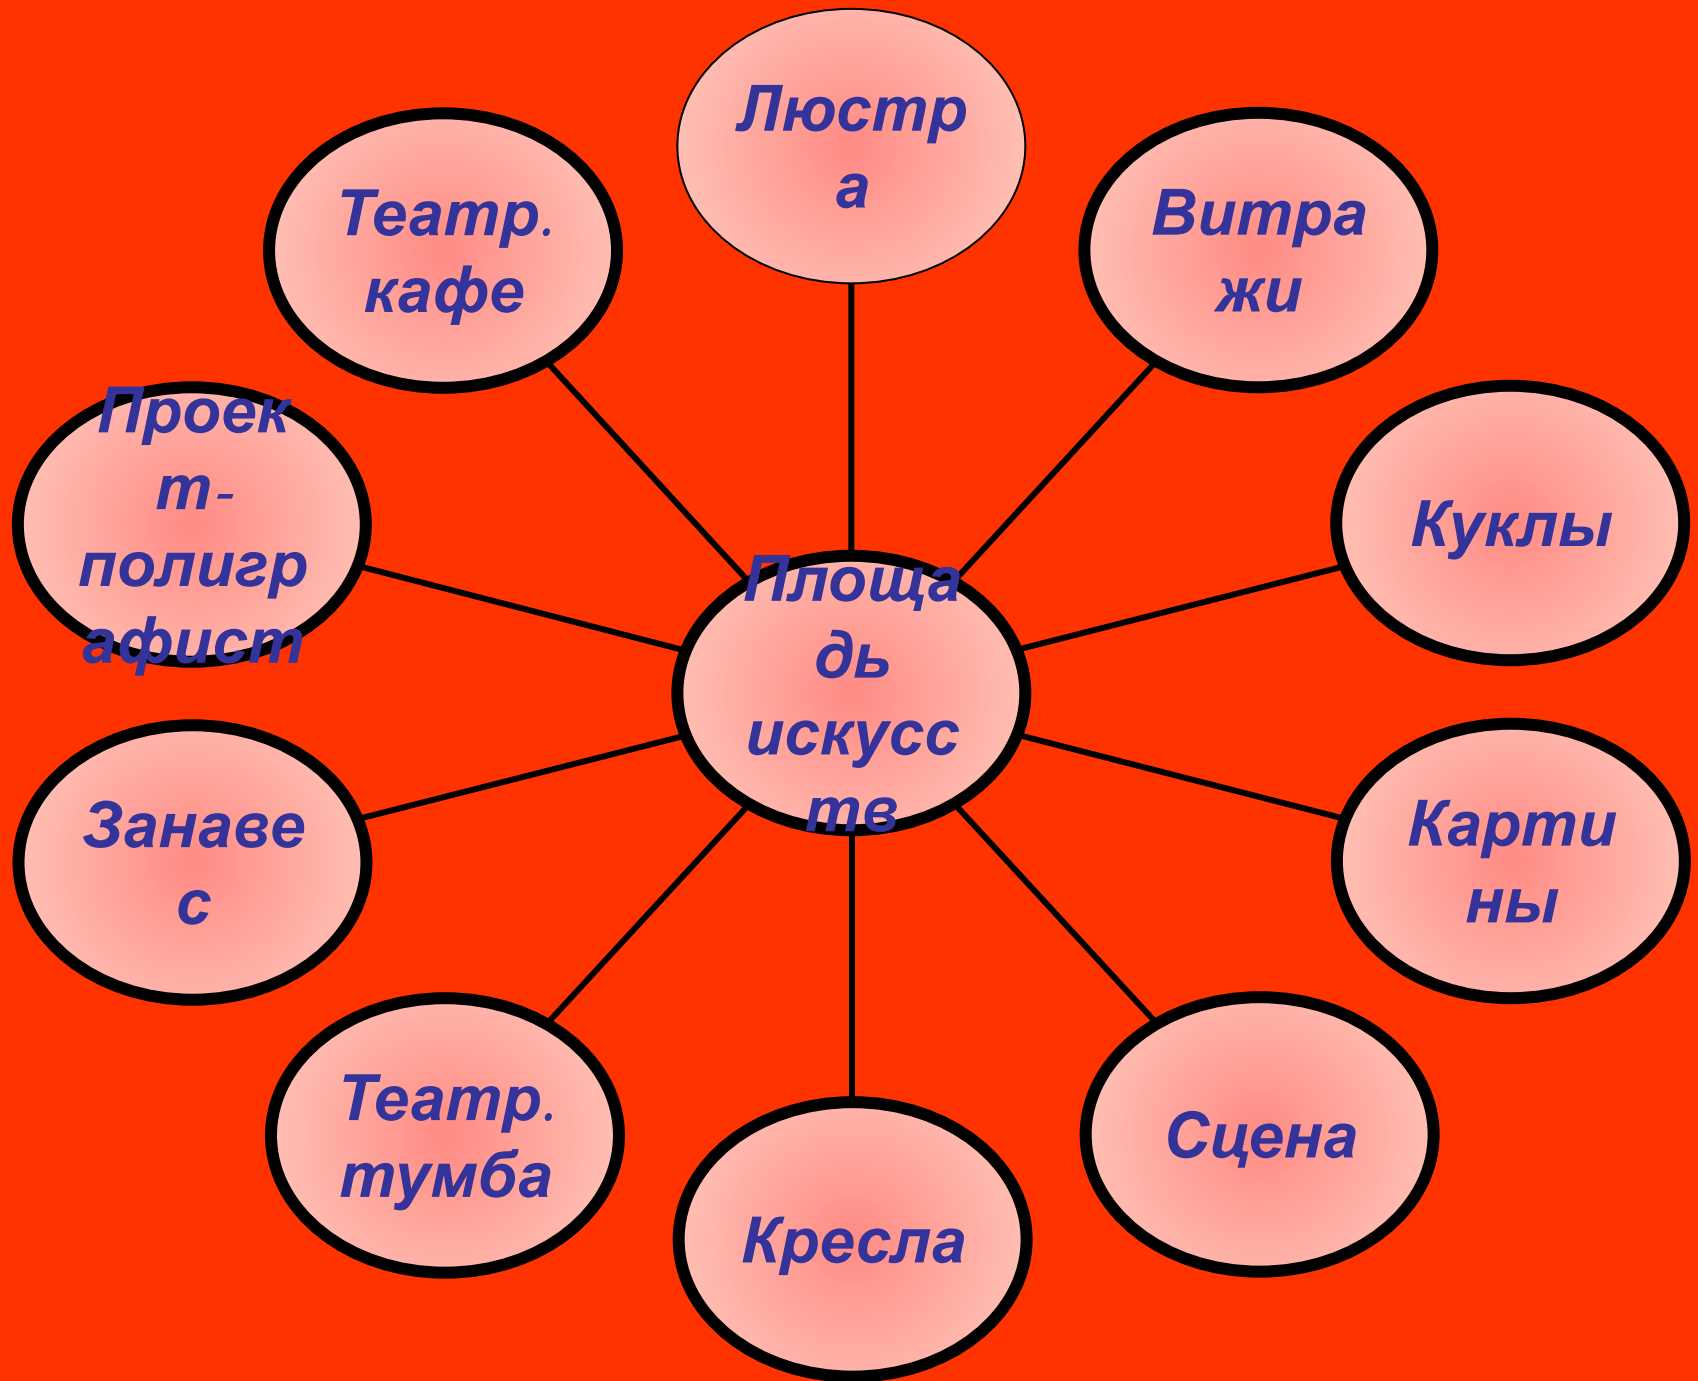 Люстр
а
Театр.
кафе
Витра
жи
Проек
т-
полигр
афист
Куклы
Площа
дь
искусс
тв
Занаве
с
Карти
ны
Театр.
тумба
Сцена
Кресла